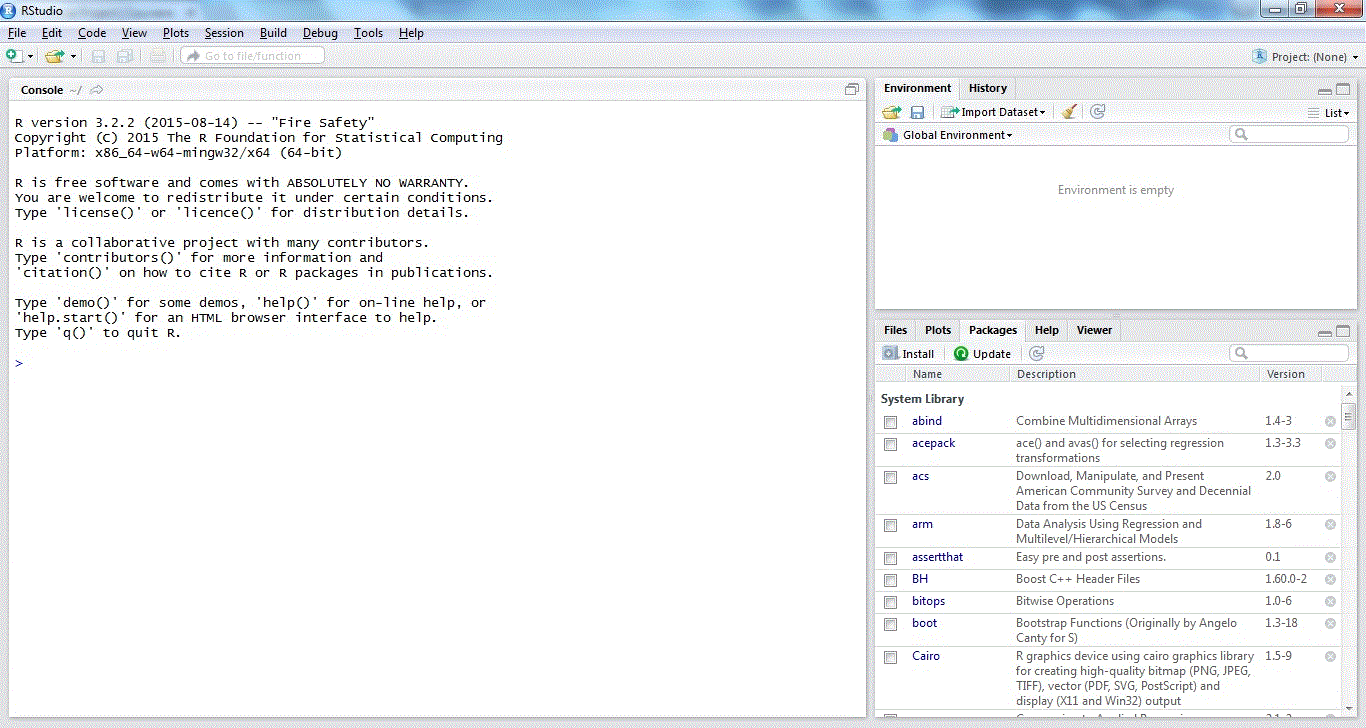 RStudio
File Edit Code View Plots Session Build Debug Tools Help
Go to file/function
Project: (None)
Console ~/
R version 3.2.2 (2015-08-14) -- "Fire Safety"
Copyright (C) 2015 The R Foundation for Statistical Computing
Platform: x86_64-w64-mingw32/x64 (64-bit)
R is free software and comes with ABSOLUTELY NO WARRANTY.
You are welcome to redistribute it under certain conditions.
Type 'license()' or 'licence()' for distribution details.
R is a collaborative project with many contributors.
Type 'contributors()' for more information and
'citation()' on how to cite R or R packages in publications.
Type 'demo()' for some demos, 'help()' for on-line help, or
'help.start()' for an HTML browser interface to help.
Type 'q()' to quit R.
>
Environment History
Import Dataset
List
Global Environment
Environment is empty
Files Plots Packages Help Viewer
Install Update
Name Description Version
System Library
abind Combine Multidimensional Arrays 1.4-3
acepack ace() and avas() for selecting regression 1.3-3.3
transformations
acs Download, Manipulate, and Present 2.0
American Community Survey and Decennial
Data from the US Census
arm Data Analysis Using Regression and 1.8-6
Multilevel/Hierarchical Models
assertthat Easy pre and post assertions. 0.1
BH Boost C++ Header Files 1.60.0-2
bitops Bitwise Operations 1.0-6
boot Bootstrap Functions (Originally by Angelo 1.3-18
Canty for S)
Cairo R graphics device using cairo graphics library 1.5-9
for creating high-quality bitmap (PNG, JPEG,
TIFF), vector (PDF, SVG, PostScript) and
display (X11 and Win32) output